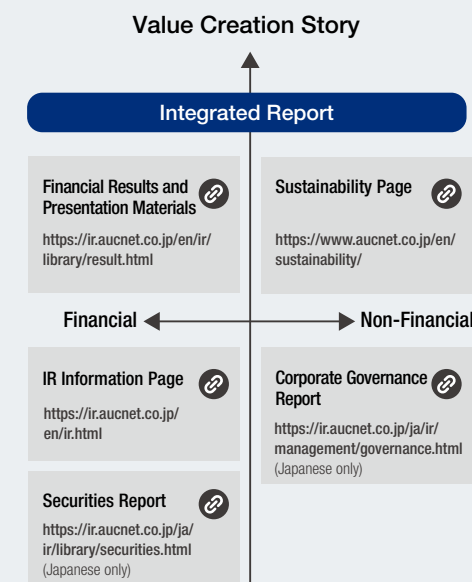 Value Creation Story
Integrated Report
Financial Results and
Presentation Materials
https://ir.aucnet.co.jp/en/ir/
library/result.html
Sustainability Page
https://www.aucnet.co.jp/en/
sustainability/
Financial
Non-Financial
IR Information Page
https://ir.aucnet.co.jp/
en/ir.html
Corporate Governance
Report
https://ir.aucnet.co.jp/ja/ir/
management/governance.html
(Japanese only)
Securities Report
https://ir.aucnet.co.jp/ja/
ir/library/securities.html
(Japanese only)